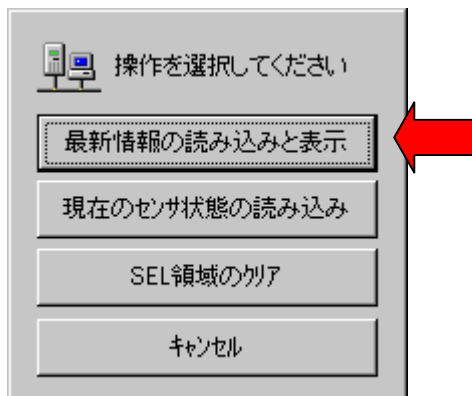 操作を選択してください
最新情報の読み込みと表示
現在のｾﾝｻ状態の読み込み
SEL領域のｸﾘｱ
ｷｬﾝｾﾙ